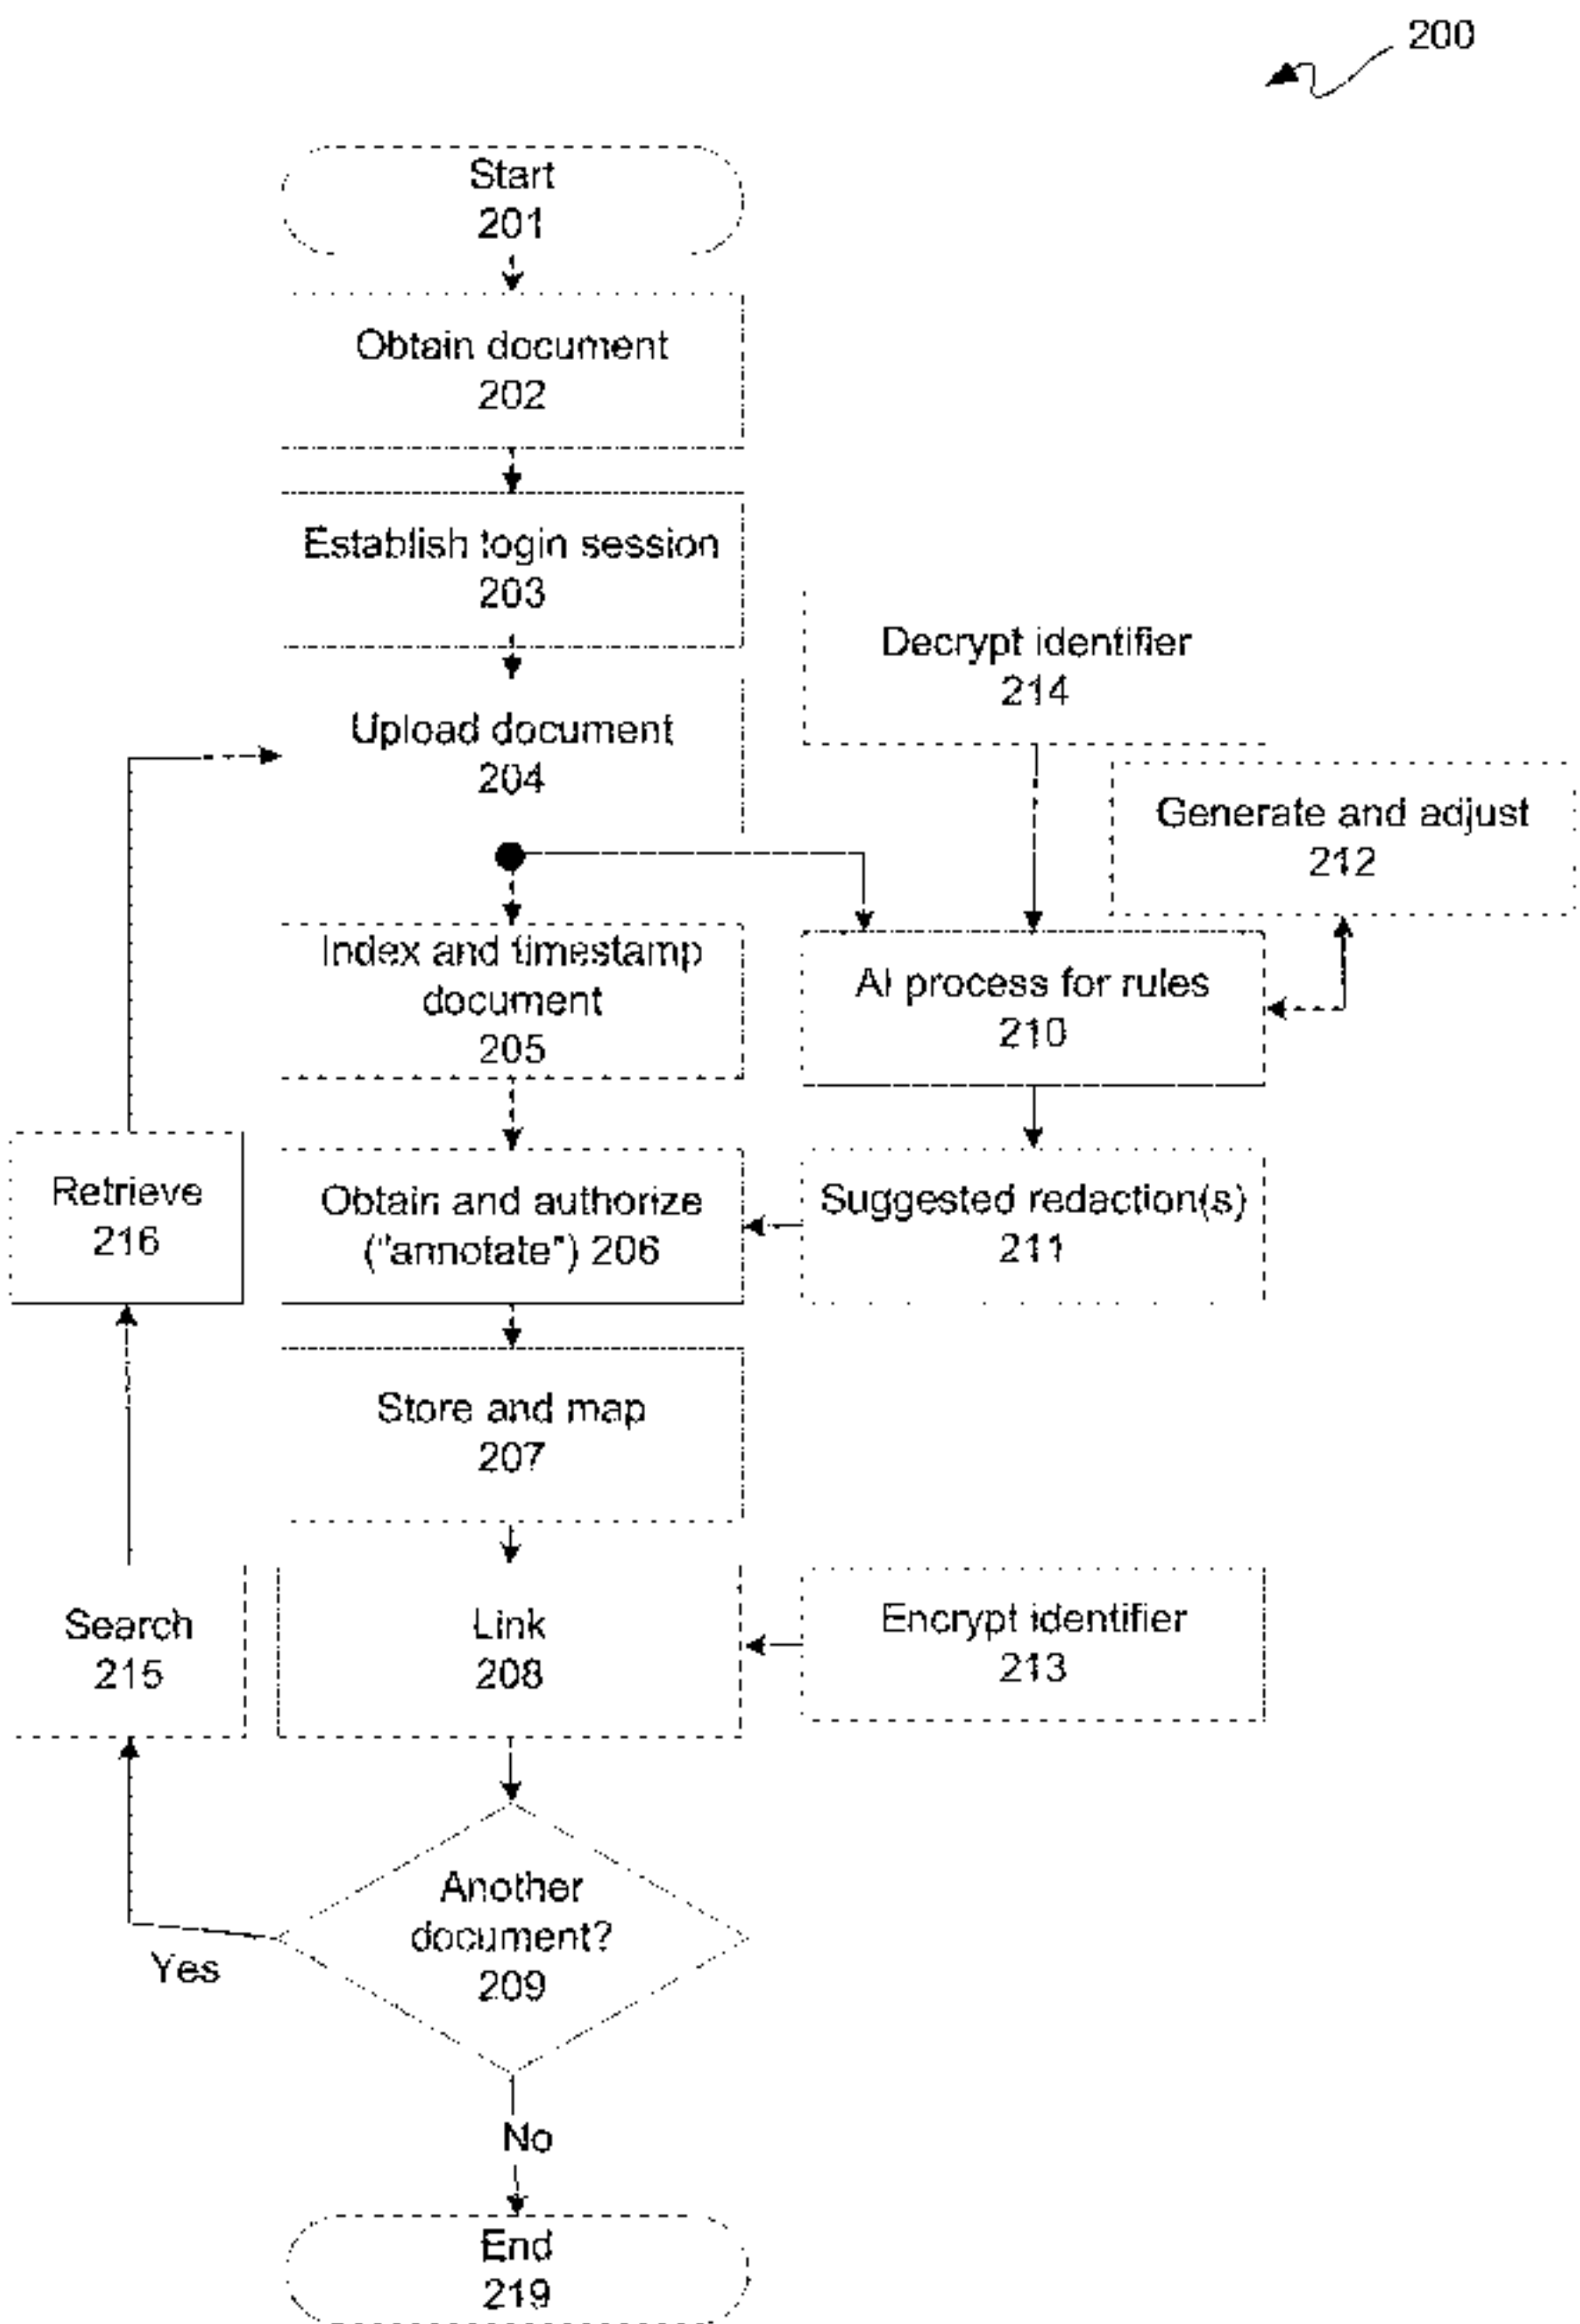 200
Start
201
Obtain document
202
Establish login session
203
Decrypt identifier
214
Upload document
204
Generate and adjust
212
Index and timestamp
document
205
AI process for rules
210
Retrieve
216
Obtain and authorize
("annotate") 206
Suggested redaction(s)
211
Store and map
207
Search
215
Link
208
Encrypt identifier
213
Another
document?
209
Yes
No
End
219